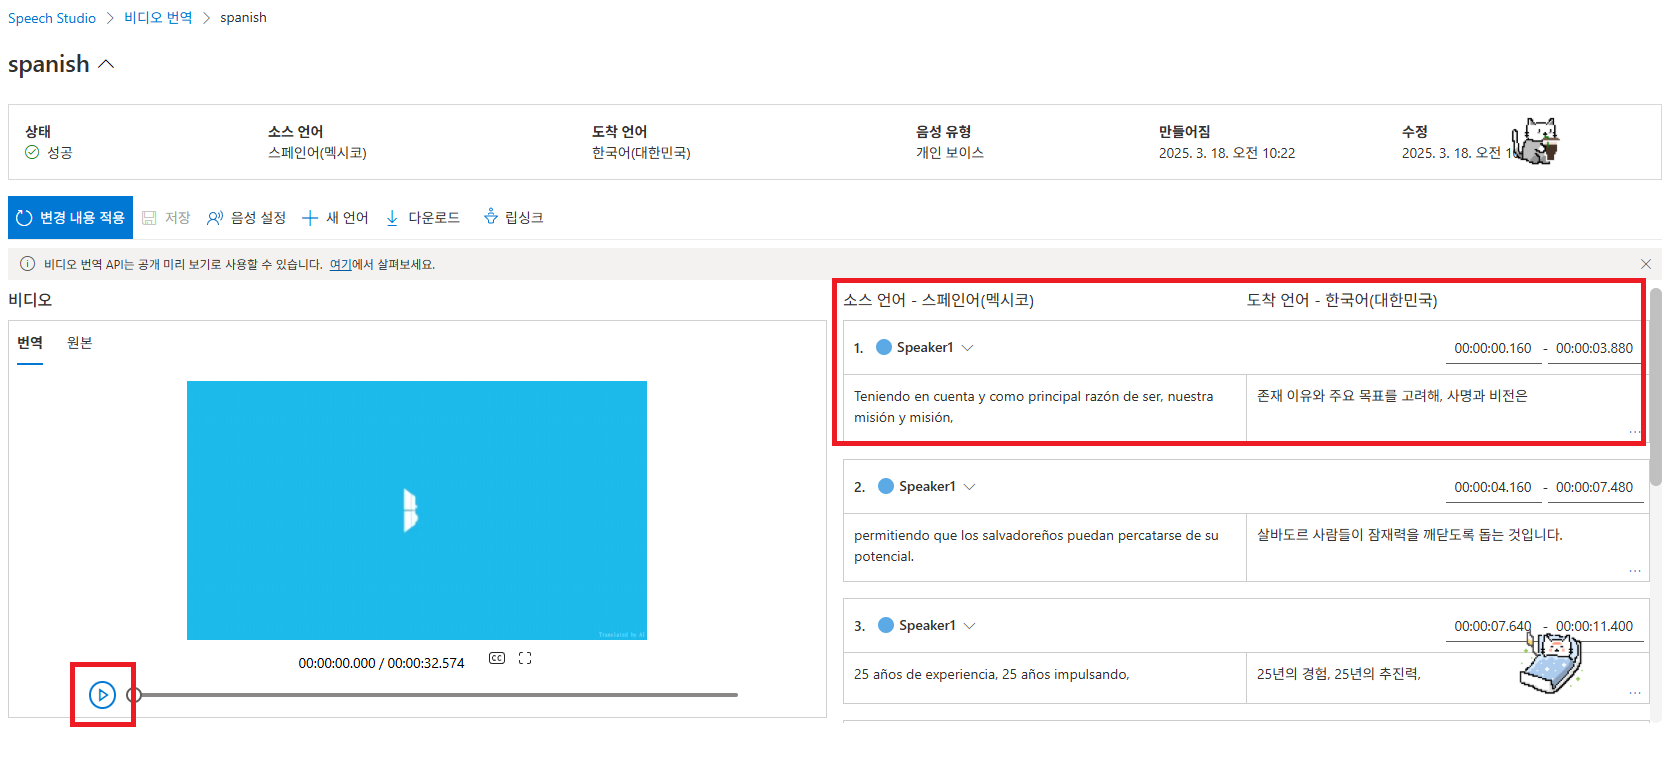 Speech Studio > 비디오 번역 > spanish
spanish
상태 소스 언어 도착 언어 음성 유형 만들어짐 수정
성공 스페인어(멕시코) 한국어(대한민국) 개인 보이스 2025. 3. 18. 오전 10:22 2025. 3. 18. 오전
변경 내용 적용 저장 음성 설정 새 언어 다운로드 립싱크
비디오 번역 API는 공개 미리 보기로 사용할 수 있습니다. 여기에서 살펴보세요.
비디오
번역 원본
Translated by AI
00:00:00.000 / 00:00:32.574
CC
소스 언어 - 스페인어(멕시코) 도착 언어 - 한국어(대한민국)
1. Speaker1 00:00:00.160 - 00:00:03.880
Teniendo en cuenta y como principal razón de ser, nuestra
misión y misión,
존재 이유와 주요 목표를 고려해, 사명과 비전은
...
2. Speaker1 00:00:04.160 - 00:00:07.480
permitiendo que los salvadoreños puedan percatarse de su
potencial.
살바도르 사람들이 잠재력을 깨닫도록 돕는 것입니다.
...
3. Speaker1 00:00:07.640 - 00:00:11.400
25 años de experiencia, 25 años impulsando,
25년의 경험, 25년의 추진력,
...